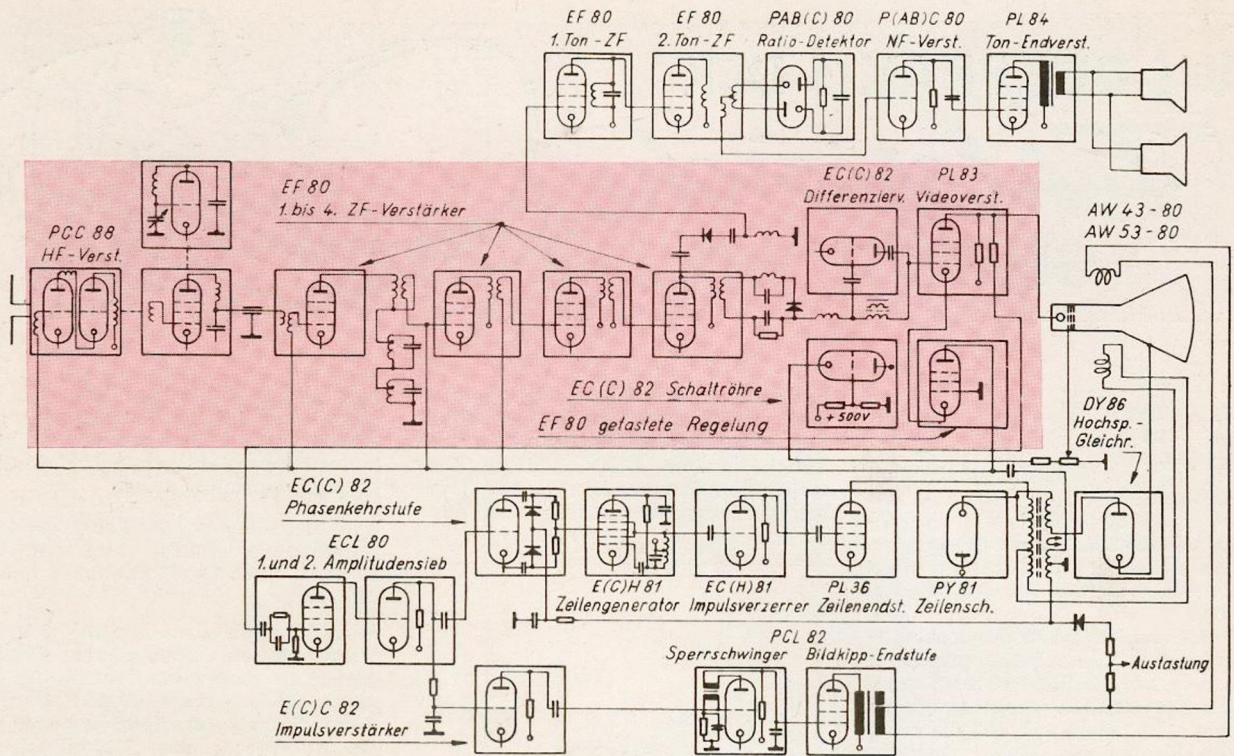 EF 80
1. Ton-ZF
EF 80
2. Ton-ZF
PAB(C) 80
Ratio-Detektor
P(AB)C 80
NF-Verst.
PL 84
Ton-Endverst.
EF 80
1. bis 4. ZF-Verstärker
PCC 88
HF-Verst.
EC(C) 82
Differenzierv.
PL 83
Videoverst.
AW 43-80
AW 53-80
EC(C) 82 Schaltröhre
+500V
EF 80 getastete Regelung
DY 86
Hochsp.-
Gleichr.
EC(C) 82
Phasenkehrstufe
ECL 80
1. und 2. Amplitudensieb
E(C)H 81
Zeilengenerator
EC(H) 81
Impulsverzerrer
PL 36
Zeilenendst.
PY 81
Zeilensch.
PCL 82
Sperrschwinger
Bildkipp-Endstufe
Austastung
E(C)C 82
Impulsverstärker